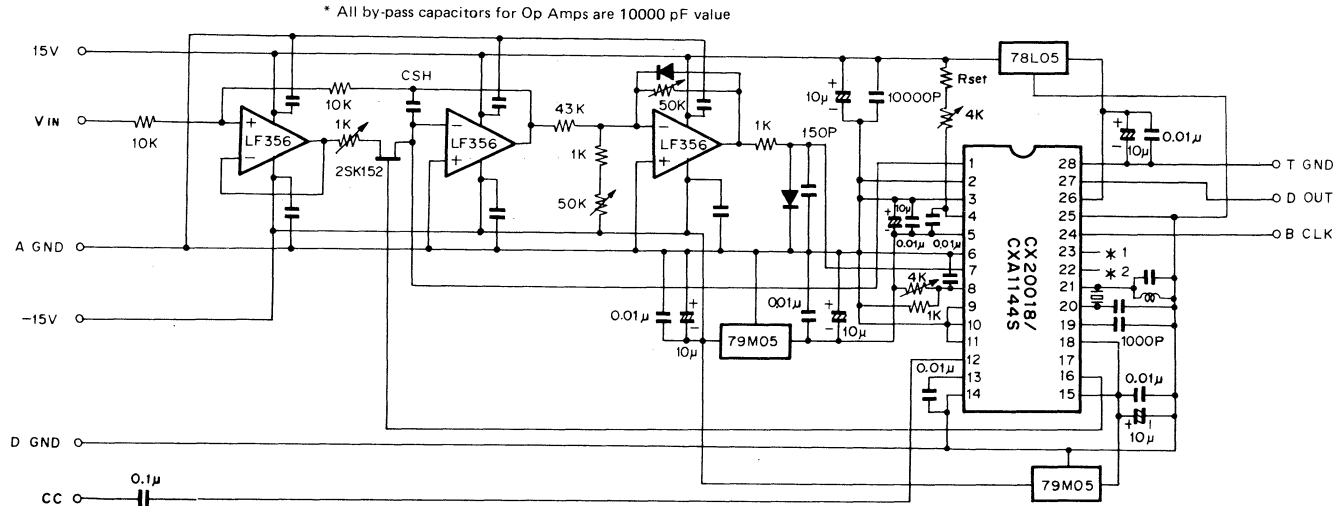 * All by-pass capacitors for Op Amps are 10000 pF value
15V
78L05
CSH
Rset
10K
50K
10μ
10000P
4K
43K
VIN
10K
LF356
1K
LF356
LF356
1K
150P
10μ
0.01μ
2SK152
1K
50K
1
2
3
4
5
6
7
8
9
10
11
12
13
14
CX20018/
CXA1144S
28
27
26
25
24
23
22
21
20
19
18
17
16
15
T GND
D OUT
B CLK
* 1
* 2
10μ
0.01μ
0.01μ
A GND
4K
1K
-15V
0.01μ
10μ
79M05
0.01μ
10μ
1000P
0.01μ
0.01μ
10μ
D GND
79M05
CC
0.1μ